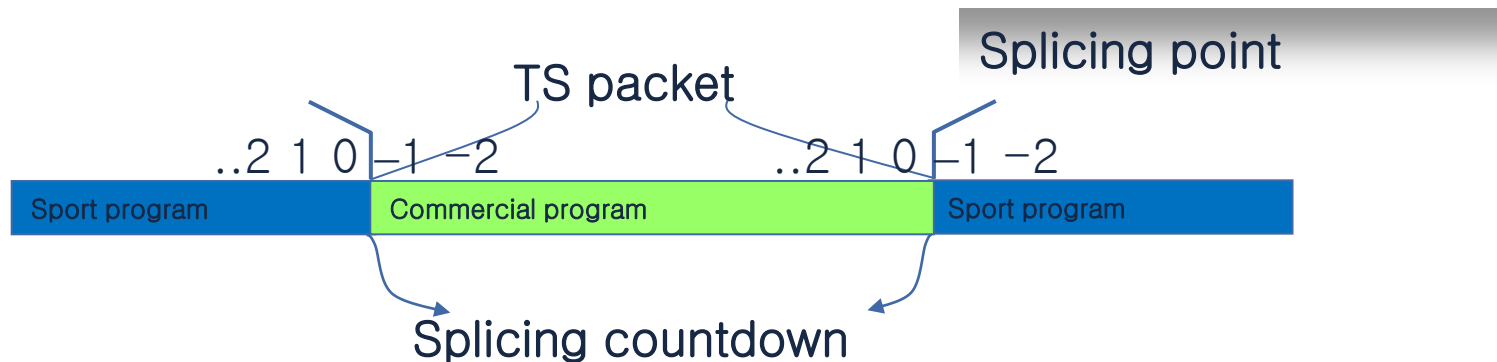 Splicing point
TS packet
..2 1 0 –1 –2 ..2 1 0 –1 –2
Sport program Commercial program Sport program
Splicing countdown